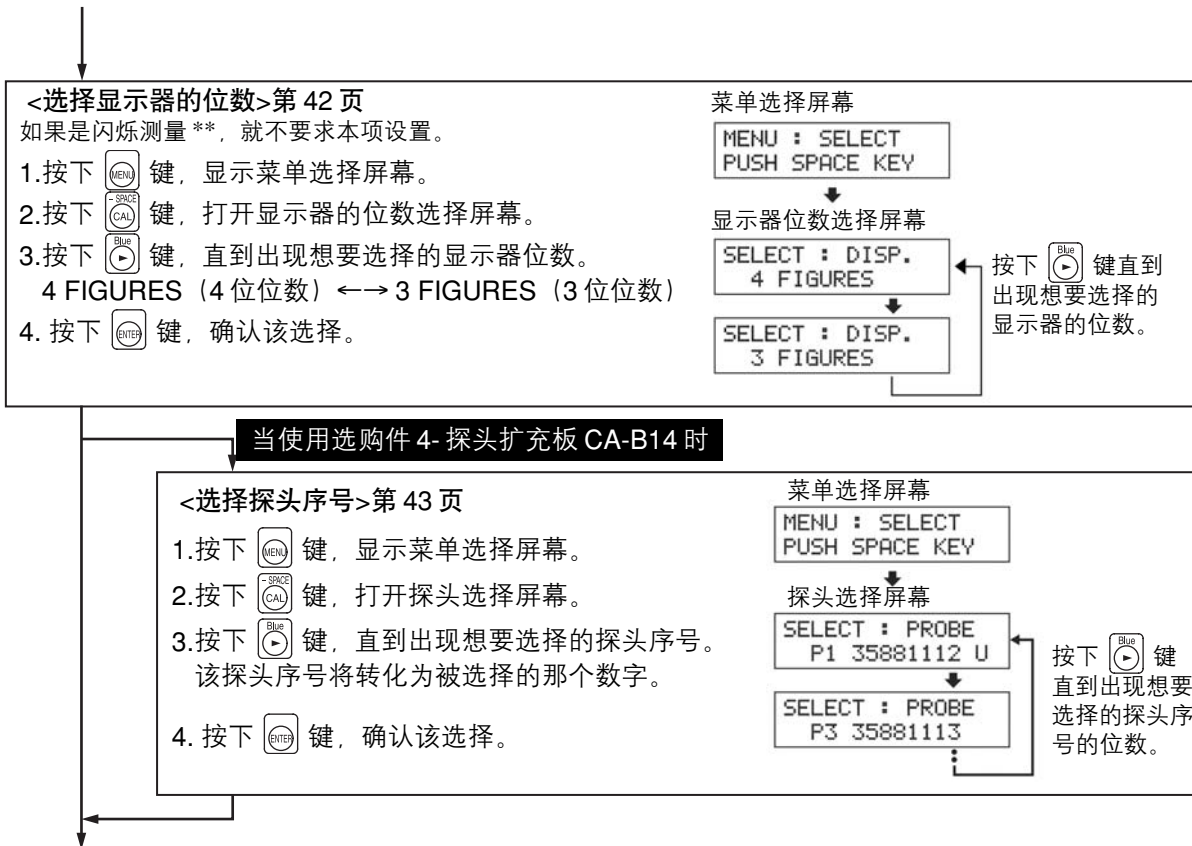 <选择显示器的位数>第 42 页
如果是闪烁测量 **，就不要求本项设置。
1.按下 MENU 键，显示菜单选择屏幕。
2.按下 - SPACE CAL 键，打开显示器的位数选择屏幕。
3.按下 Blue 键，直到出现想要选择的显示器位数。
4 FIGURES（4 位位数）←→ 3 FIGURES（3 位位数）
4. 按下 ENTER 键，确认该选择。
菜单选择屏幕
MENU : SELECT
PUSH SPACE KEY
显示器位数选择屏幕
SELECT : DISP.
4 FIGURES
SELECT : DISP.
3 FIGURES
按下 Blue 键直到
出现想要选择的
显示器的位数。
当使用选购件 4- 探头扩充板 CA-B14 时
<选择探头序号>第 43 页
1.按下 MENU 键，显示菜单选择屏幕。
2.按下 - SPACE CAL 键，打开探头选择屏幕。
3.按下 Blue 键，直到出现想要选择的探头序号。
该探头序号将转化为被选择的那个数字。
4. 按下 ENTER 键，确认该选择。
菜单选择屏幕
MENU : SELECT
PUSH SPACE KEY
探头选择屏幕
SELECT : PROBE
P1 35881112 U
SELECT : PROBE
P3 35881113
按下 Blue 键
直到出现想要
选择的探头序
号的位数。